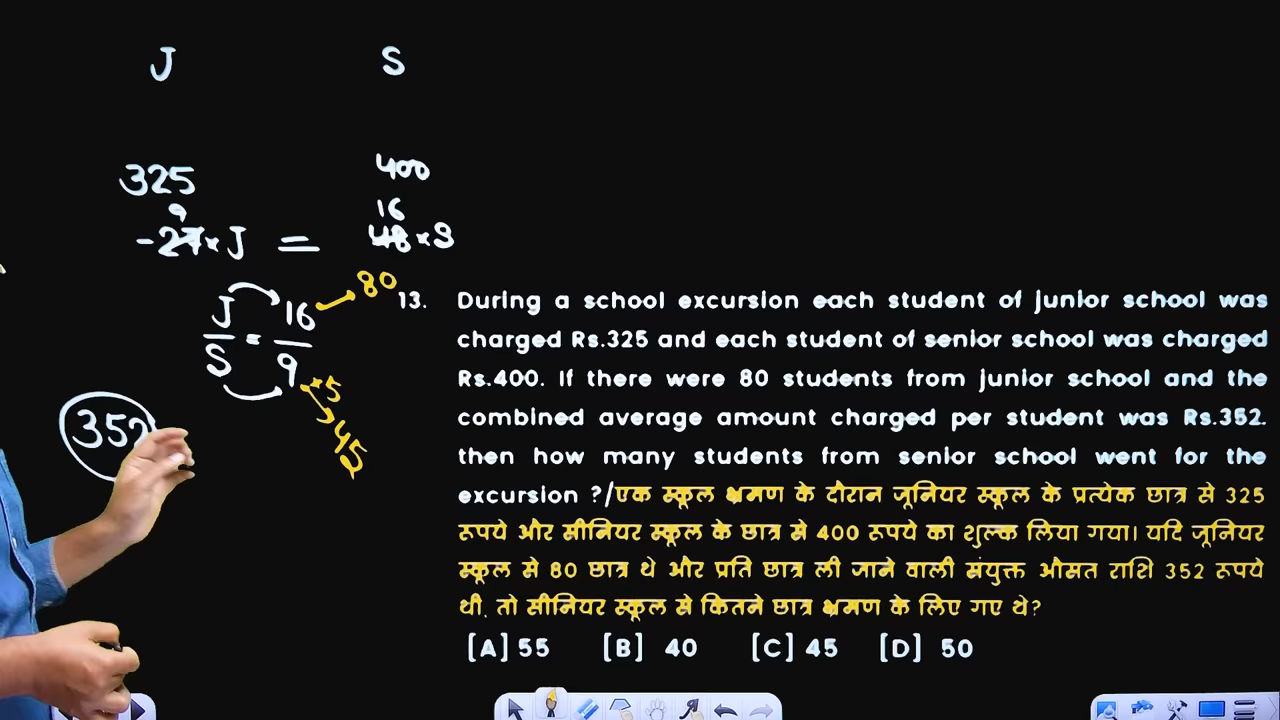 J S
325 400
9 16
-27×J = 48×S
J/S = 16/9
80
×5
45
352
13. During a school excursion each student of junior school was
charged Rs.325 and each student of senior school was charged
Rs.400. If there were 80 students from junior school and the
combined average amount charged per student was Rs.352.
then how many students from senior school went for the
excursion ?/एक स्कूल भ्रमण के दौरान जूनियर स्कूल के प्रत्येक छात्र से 325
रूपये और सीनियर स्कूल के छात्र से 400 रूपये का शुल्क लिया गया। यदि जूनियर
स्कूल से 80 छात्र थे और प्रति छात्र ली जाने वाली संयुक्त औसत राशि 352 रूपये
थी. तो सीनियर स्कूल से कितने छात्र भ्रमण के लिए गए थे?
[A] 55 [B] 40 [C] 45 [D] 50